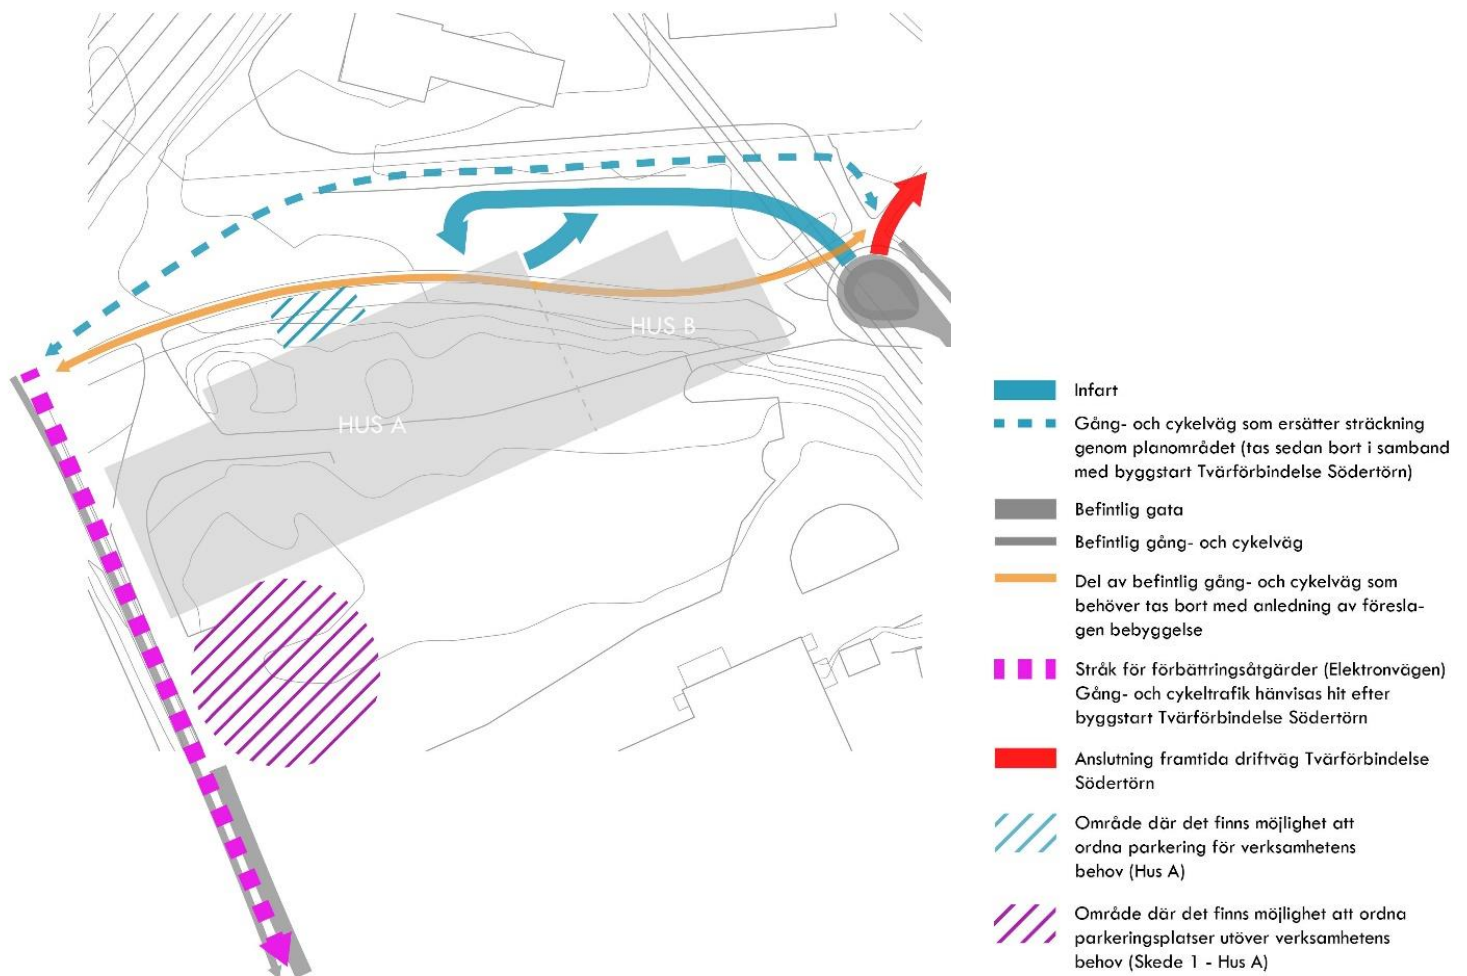 HUS B
HUS A
Infart
Gång- och cykelväg som ersätter sträckning
genom planområdet (tas sedan bort i samband
med byggstart Tvärförbindelse Södertörn)
Befintlig gata
Befintlig gång- och cykelväg
Del av befintlig gång- och cykelväg som
behöver tas bort med anledning av föresla-
gen bebyggelse
Stråk för förbättringsåtgärder (Elektronvägen)
Gång- och cykeltrafik hänvisas hit efter
byggstart Tvärförbindelse Södertörn
Anslutning framtida driftväg Tvärförbindelse
Södertörn
Område där det finns möjlighet att
ordna parkering för verksamhetens
behov (Hus A)
Område där det finns möjlighet att ordna
parkeringsplatser utöver verksamhetens
behov (Skede 1 - Hus A)